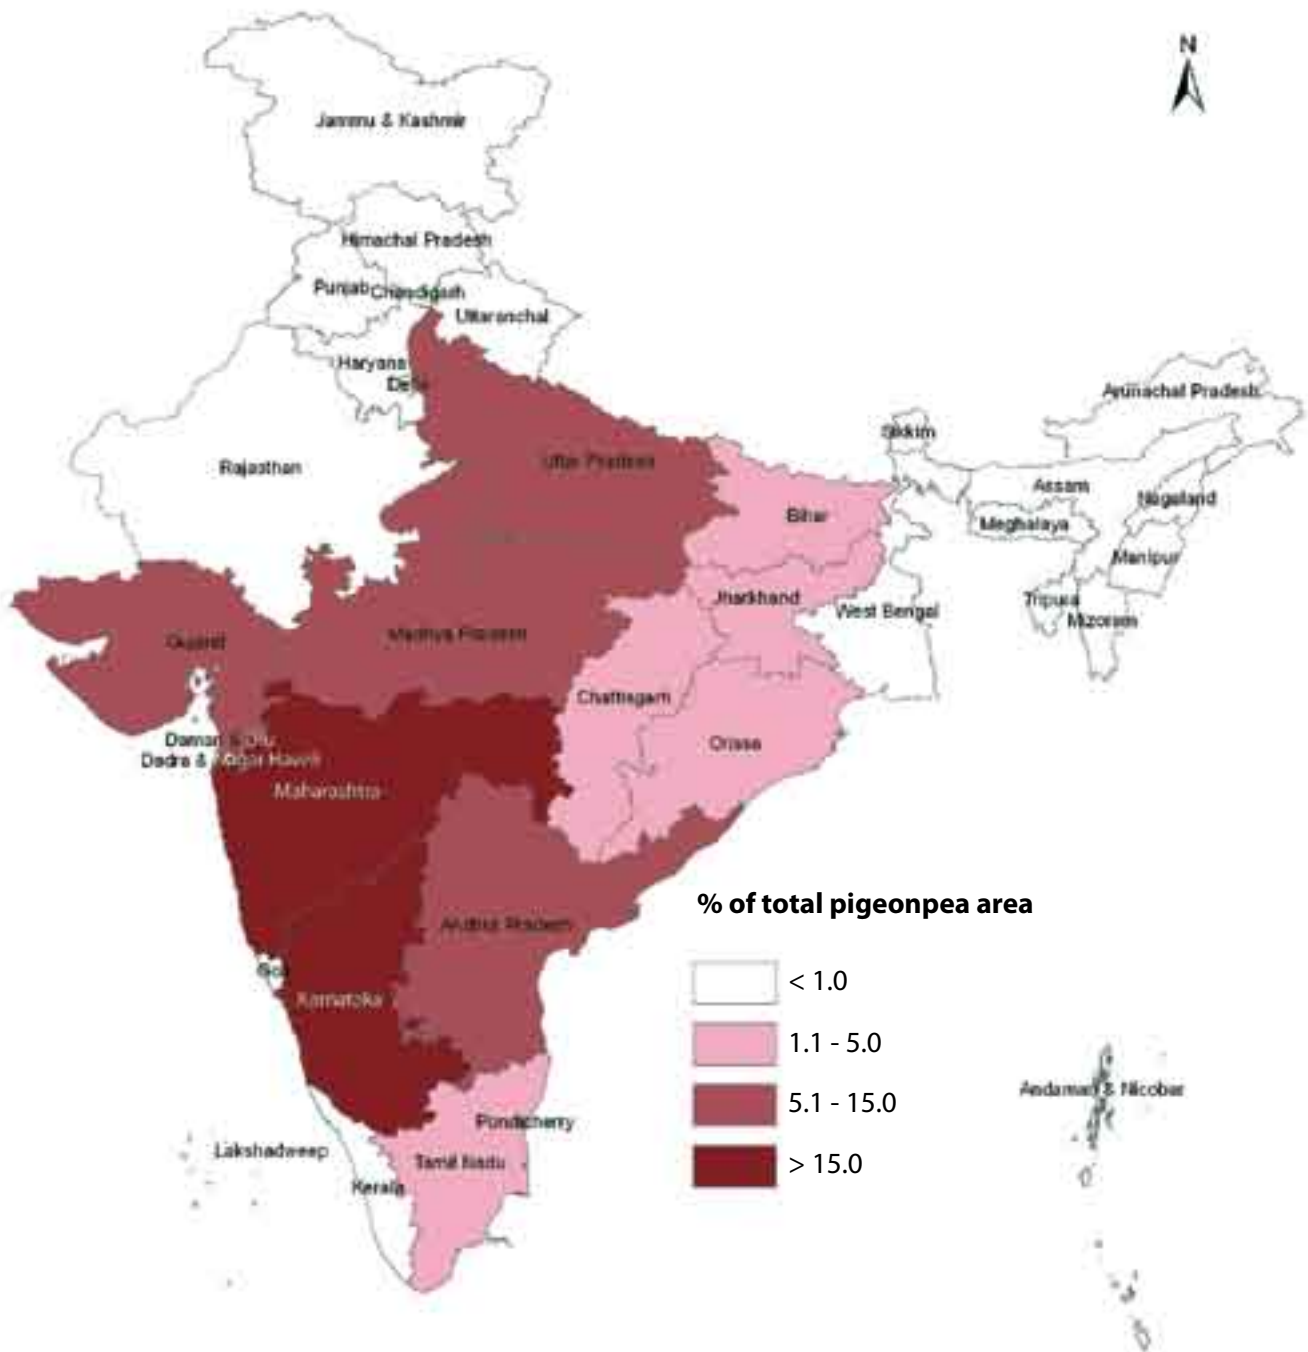 N
Jammu & Kashmir
Himachal Pradesh
Punjab
Chandigarh
Uttaranchal
Haryana
Delhi
Arunachal Pradesh
Sikkim
Rajasthan
Uttar Pradesh
Assam
Nagaland
Bihar
Meghalaya
Manipur
Jharkhand
West Bengal
Tripura
Mizoram
Gujarat
Madhya Pradesh
Chattisgarh
Orissa
Daman & Diu
Dadra & Nagar Haveli
Maharashtra
% of total pigeonpea area
Andhra Pradesh
Goa
< 1.0
Karnataka
1.1 - 5.0
Andaman & Nicobar
5.1 - 15.0
Pondicherry
Lakshadweep
Tamil Nadu
> 15.0
Kerala